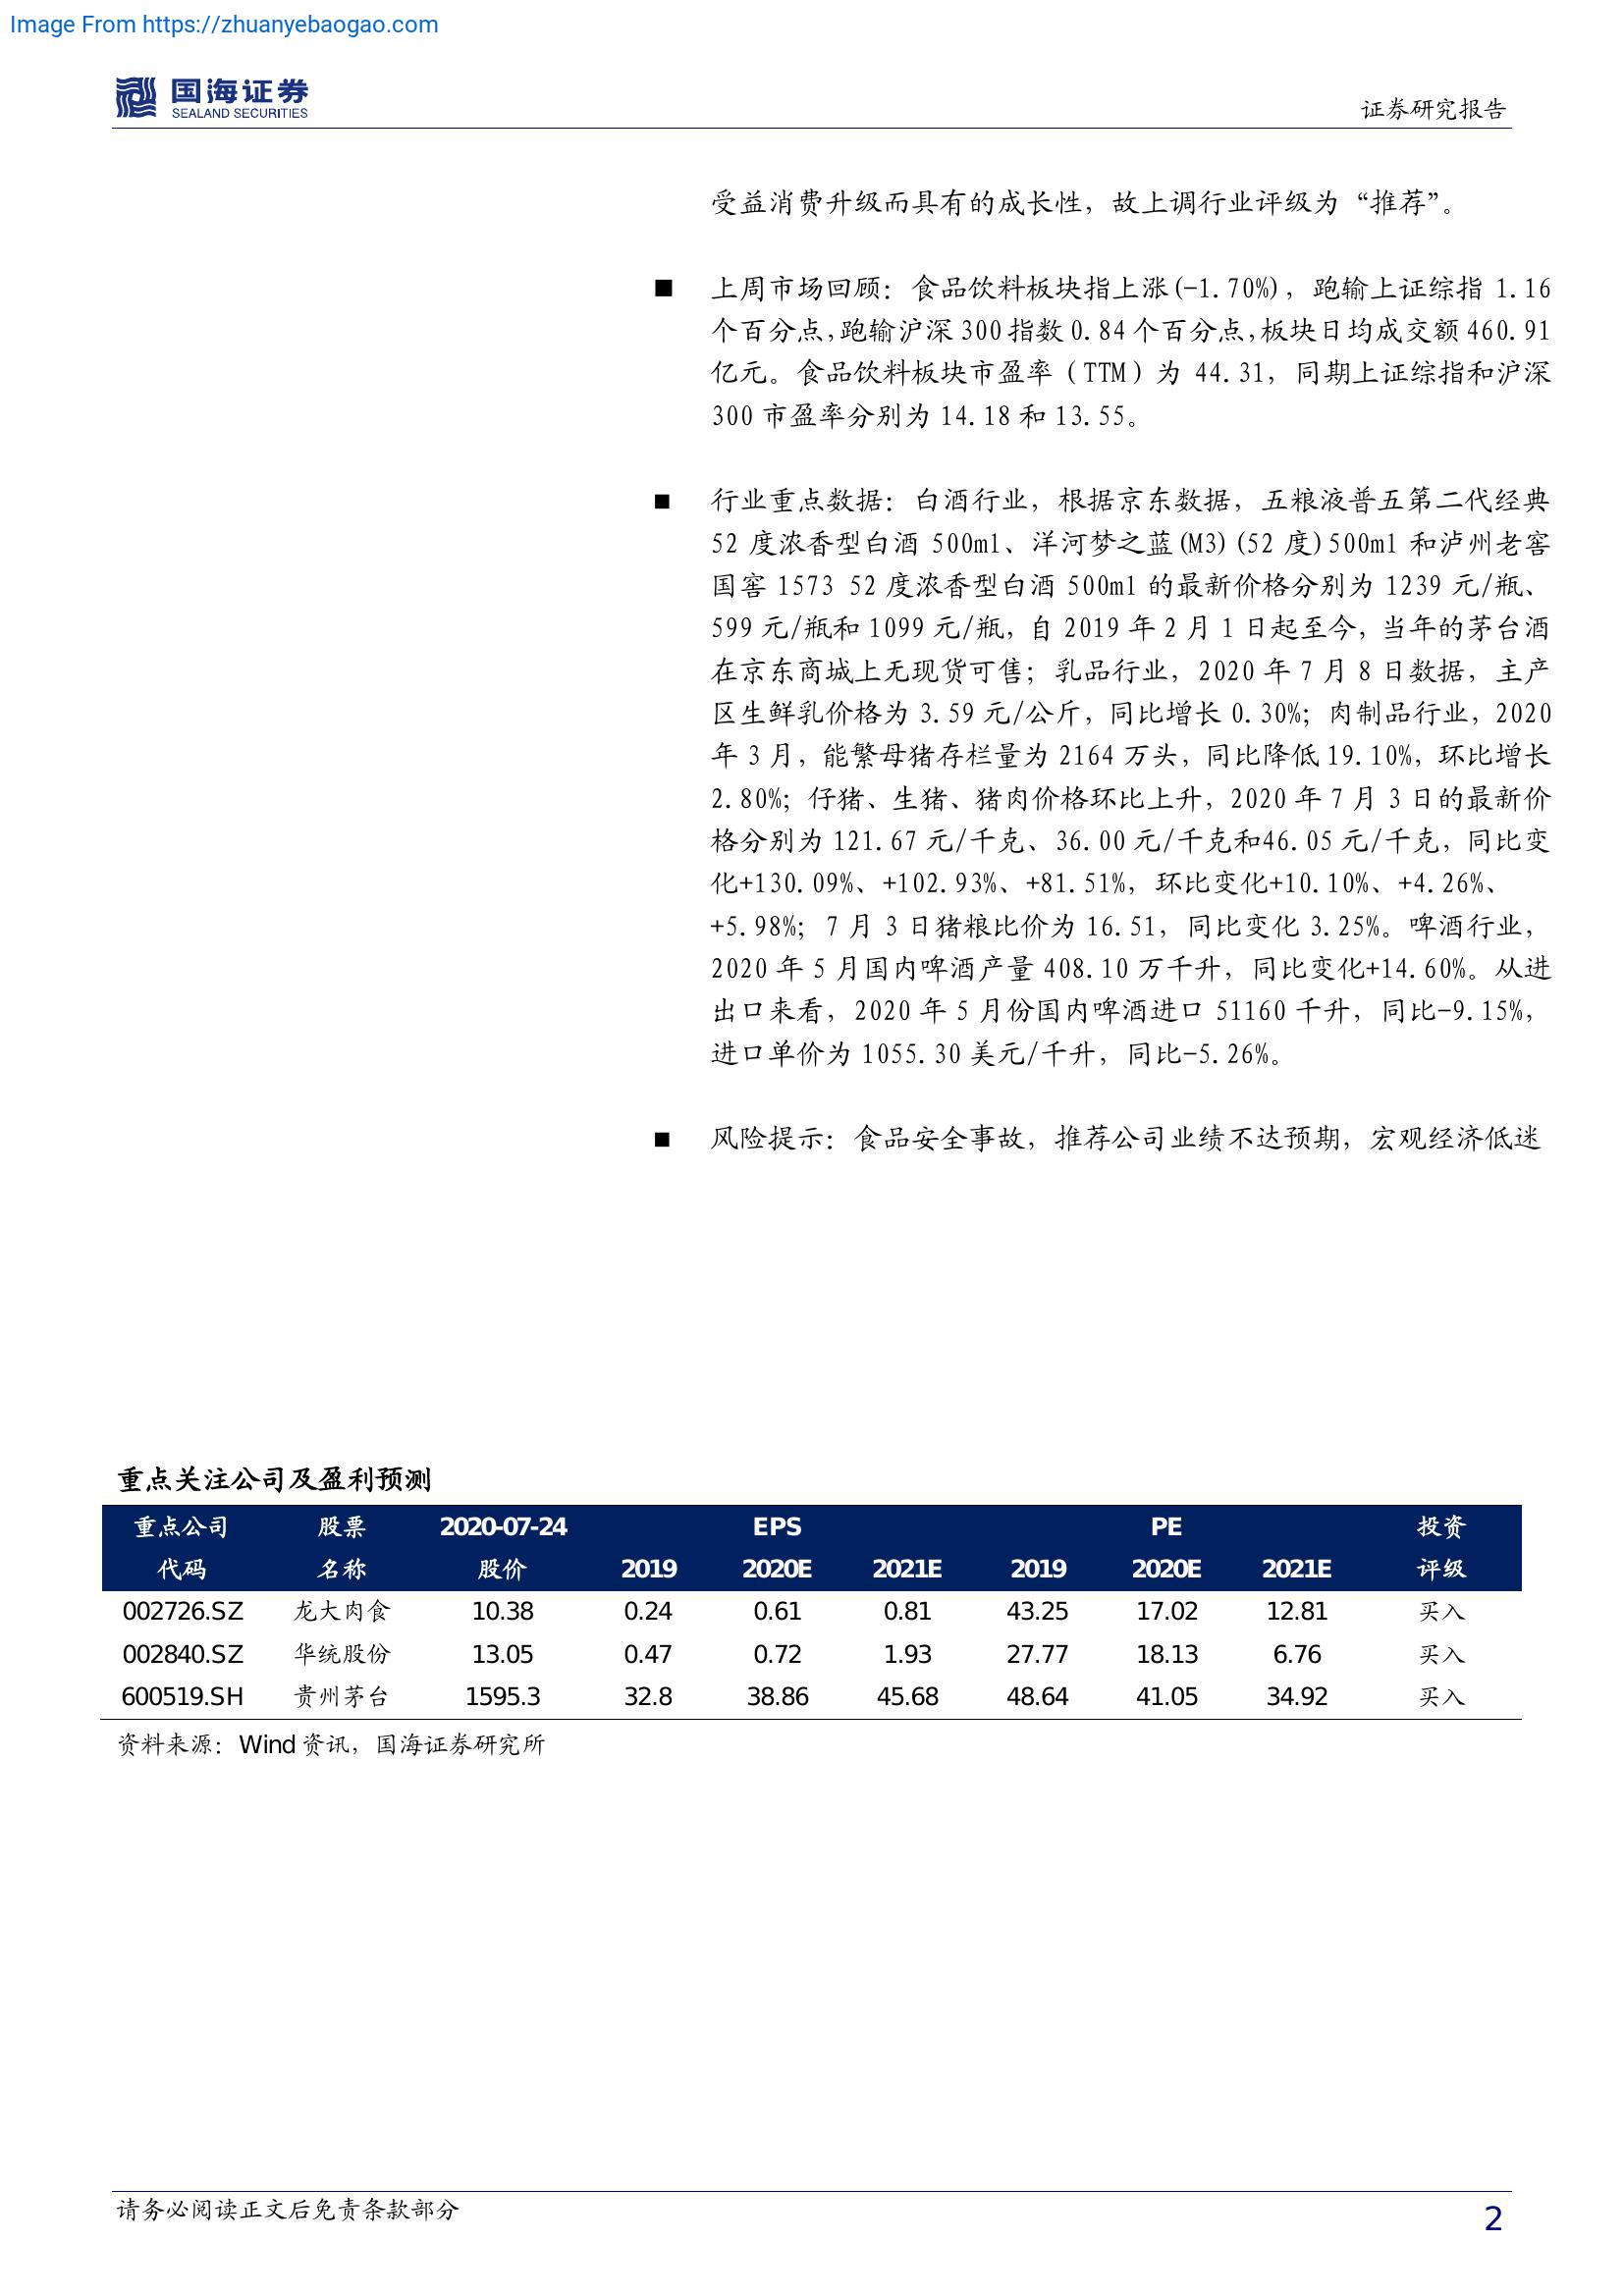 Image From https://zhuanyebaogao.com
国海证券
SEALAND SECURITIES
证券研究报告
受益消费升级而具有的成长性，故上调行业评级为“推荐”。
■ 上周市场回顾：食品饮料板块指上涨(-1.70%)，跑输上证综指 1.16
个百分点，跑输沪深 300 指数 0.84 个百分点，板块日均成交额 460.91
亿元。食品饮料板块市盈率（TTM）为 44.31，同期上证综指和沪深
300 市盈率分别为 14.18 和 13.55。
■ 行业重点数据：白酒行业，根据京东数据，五粮液普五第二代经典
52 度浓香型白酒 500ml、洋河梦之蓝(M3)(52 度)500ml 和泸州老窖
国窖 1573 52 度浓香型白酒 500ml 的最新价格分别为 1239 元/瓶、
599 元/瓶和 1099 元/瓶，自 2019 年 2 月 1 日起至今，当年的茅台酒
在京东商城上无现货可售；乳品行业，2020 年 7 月 8 日数据，主产
区生鲜乳价格为 3.59 元/公斤，同比增长 0.30%；肉制品行业，2020
年 3 月，能繁母猪存栏量为 2164 万头，同比降低 19.10%，环比增长
2.80%；仔猪、生猪、猪肉价格环比上升，2020 年 7 月 3 日的最新价
格分别为 121.67 元/千克、36.00 元/千克和46.05 元/千克，同比变
化+130.09%、+102.93%、+81.51%，环比变化+10.10%、+4.26%、
+5.98%；7 月 3 日猪粮比价为 16.51，同比变化 3.25%。啤酒行业，
2020 年 5 月国内啤酒产量 408.10 万千升，同比变化+14.60%。从进
出口来看，2020 年 5 月份国内啤酒进口 51160 千升，同比-9.15%，
进口单价为 1055.30 美元/千升，同比-5.26%。
■ 风险提示：食品安全事故，推荐公司业绩不达预期，宏观经济低迷
重点关注公司及盈利预测
重点公司 股票 2020-07-24 EPS PE 投资
代码 名称 股价 2019 2020E 2021E 2019 2020E 2021E 评级
002726.SZ 龙大肉食 10.38 0.24 0.61 0.81 43.25 17.02 12.81 买入
002840.SZ 华统股份 13.05 0.47 0.72 1.93 27.77 18.13 6.76 买入
600519.SH 贵州茅台 1595.3 32.8 38.86 45.68 48.64 41.05 34.92 买入
资料来源：Wind 资讯，国海证券研究所
请务必阅读正文后免责条款部分
2